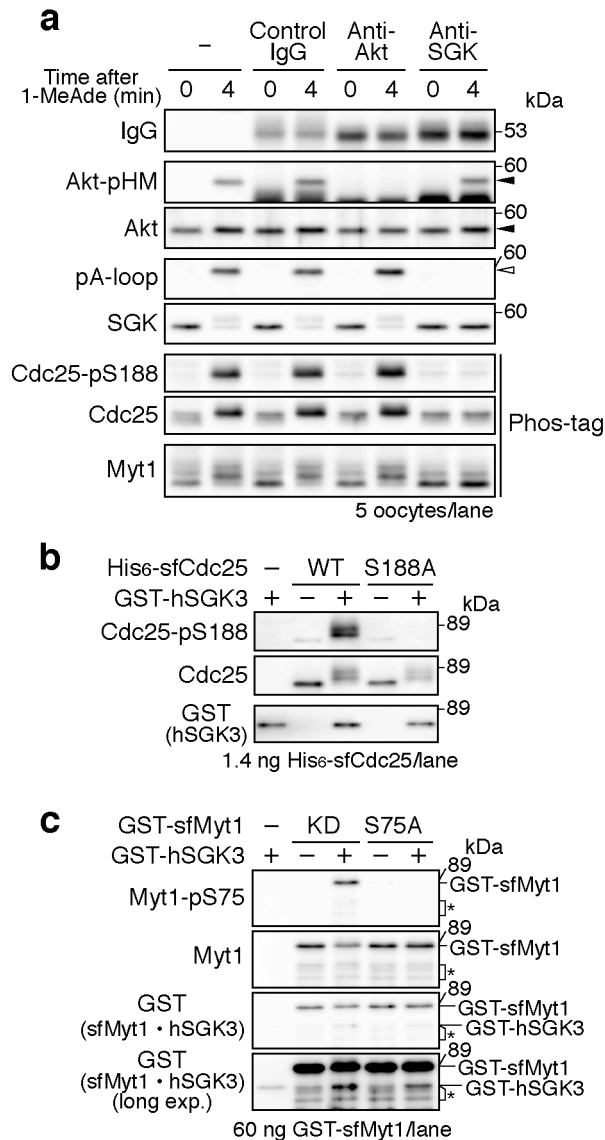 a
– Control IgG Anti-Akt Anti-SGK
Time after 1-MeAde (min) 0 4 0 4 0 4 0 4 kDa
IgG 53
Akt-pHM 60
Akt 60
pA-loop 60
SGK 60
Cdc25-pS188
Cdc25
Myt1
Phos-tag
5 oocytes/lane
b
His6-sfCdc25 – WT S188A
GST-hSGK3 + – + – + kDa
Cdc25-pS188 89
Cdc25 89
GST 89
(hSGK3)
1.4 ng His6-sfCdc25/lane
c
GST-sfMyt1 – KD S75A
GST-hSGK3 + – + – + kDa
89
Myt1-pS75 GST-sfMyt1
*
89
Myt1 GST-sfMyt1
*
89
GST GST-sfMyt1
(sfMyt1・hSGK3) GST-hSGK3
*
89
GST GST-sfMyt1
(sfMyt1・hSGK3) GST-hSGK3
(long exp.) *
60 ng GST-sfMyt1/lane